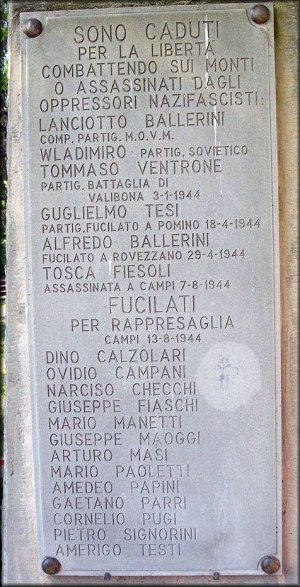 SONO CADUTI
PER LA LIBERTÀ
COMBATTENDO SUI MONTI
O ASSASSINATI DAGLI
OPPRESSORI NAZIFASCISTI:
LANCIOTTO BALLERINI
COMP. PARTIG. M.O.V.M.
WLADIMIRO PARTIG. SOVIETICO
TOMMASO VENTRONE
PARTIG. BATTAGLIA DI
VALIBONA 3-1-1944
GUGLIELMO TESI
PARTIG. FUCILATO A POMINO 18-4-1944
ALFREDO BALLERINI
FUCILATO A ROVEZZANO 29-4-1944
TOSCA FIESOLI
ASSASSINATA A CAMPI 7-8-1944
FUCILATI
PER RAPPRESAGLIA
CAMPI 13-8-1944
DINO CALZOLARI
OVIDIO CAMPANI
NARCISO CHECCHI
GIUSEPPE FIASCHI
MARIO MANETTI
GIUSEPPE MAOGGI
ARTURO MASI
MARIO PAOLETTI
AMEDEO PAPINI
GAETANO PARRI
CORNELIO PUGI
PIETRO SIGNORINI
AMERIGO TESTI